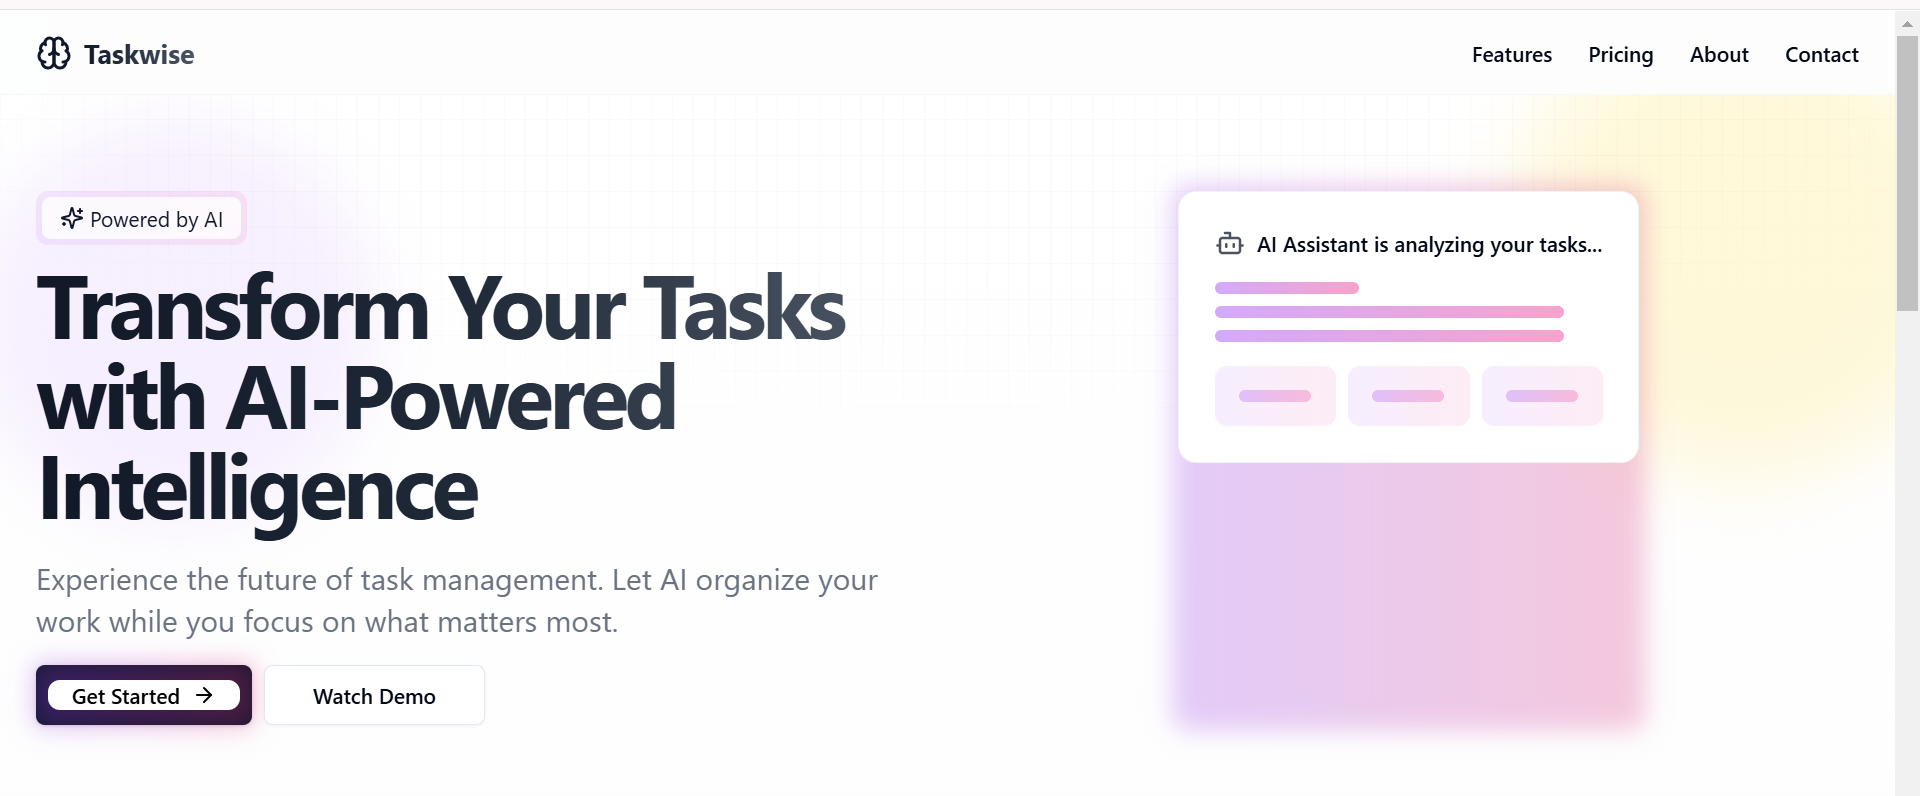 Taskwise
Features Pricing About Contact
Powered by AI
Transform Your Tasks
with AI-Powered
Intelligence
Experience the future of task management. Let AI organize your
work while you focus on what matters most.
Get Started
Watch Demo
AI Assistant is analyzing your tasks...